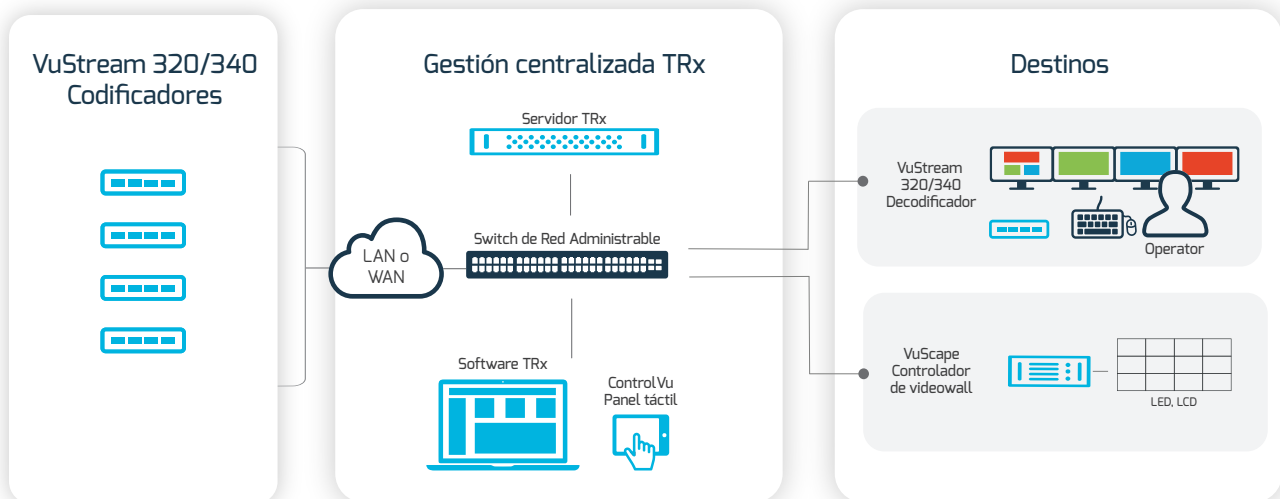 VuStream 320/340
Codificadores
Gestión centralizada TRx
Servidor TRx
LAN o
WAN
Switch de Red Administrable
Software TRx
ControlVu
Panel táctil
Destinos
VuStream
320/340
Decodificador
Operator
VuScape
Controlador
de videowall
LED, LCD